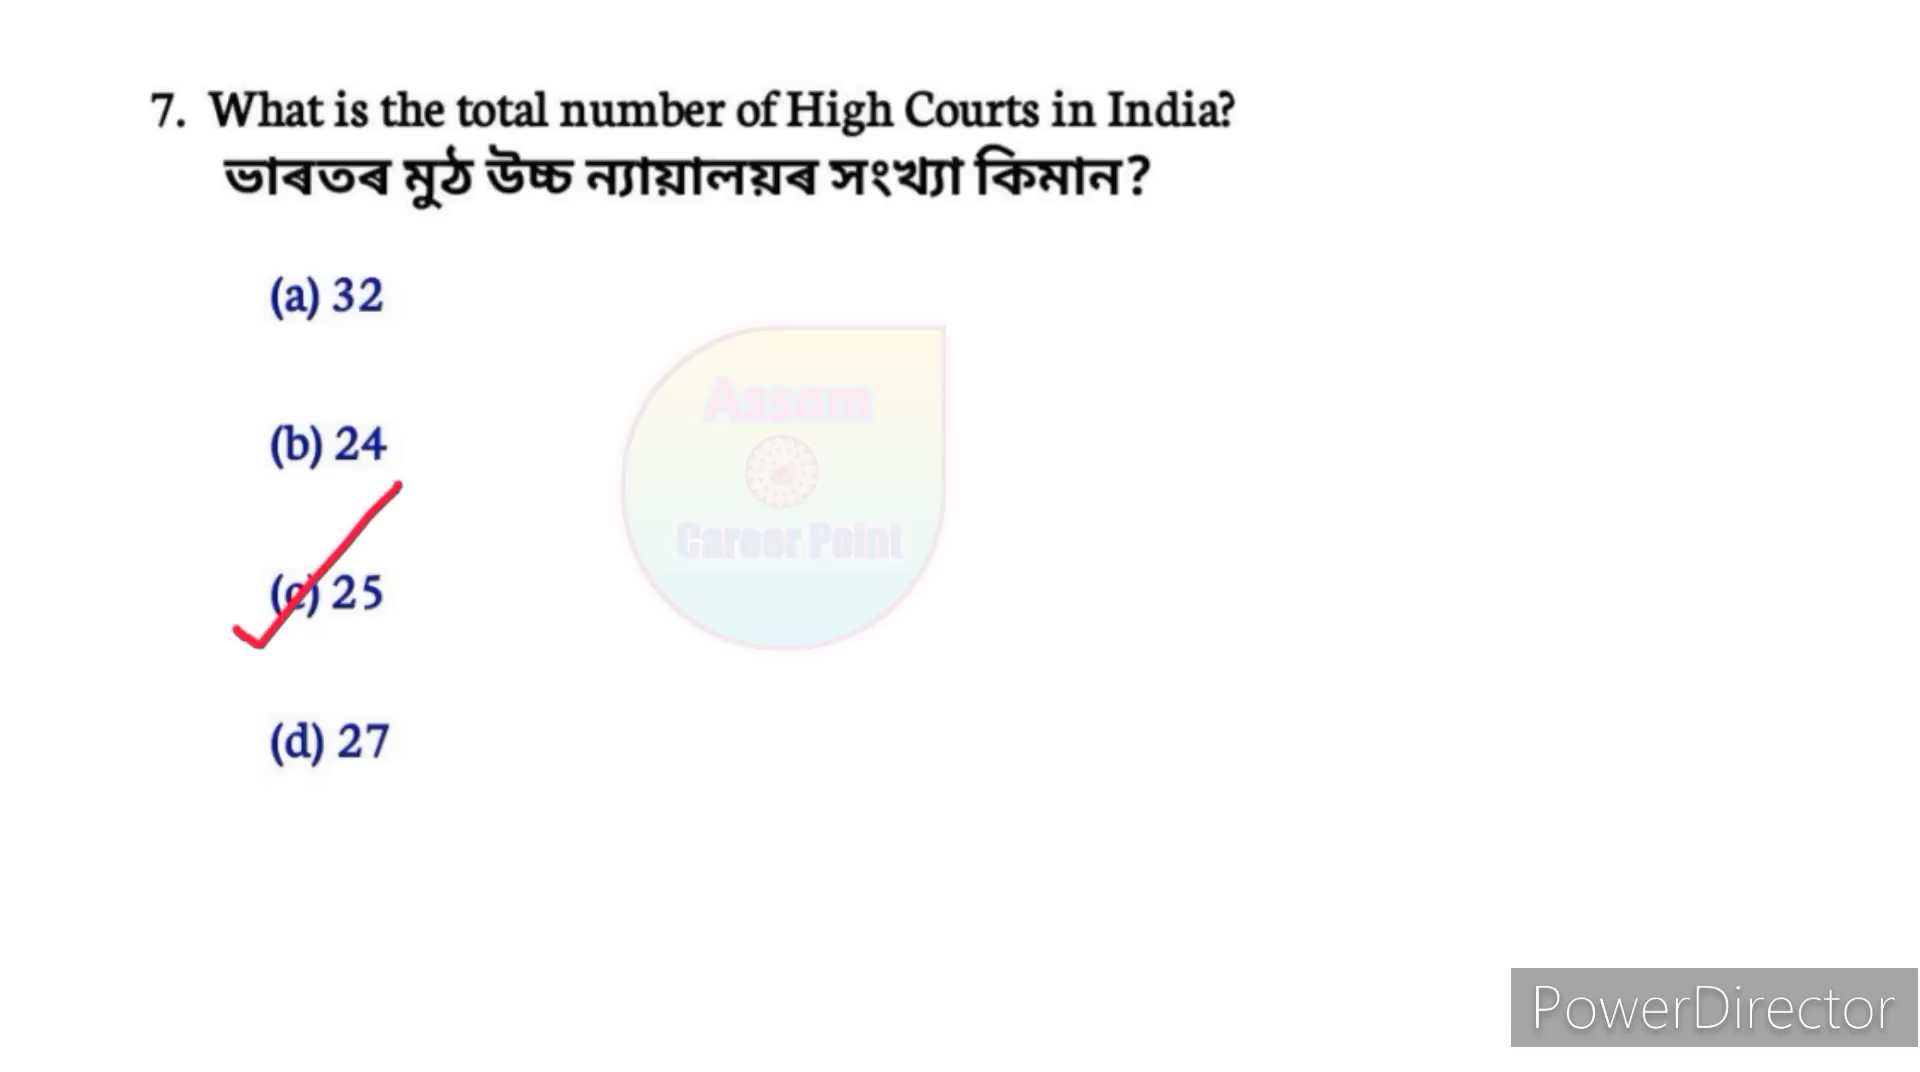 7. What is the total number of High Courts in India?
ভাৰতৰ মুঠ উচ্চ ন্যায়ালয়ৰ সংখ্যা কিমান?
(a) 32
(b) 24
Assam
Career Point
(c) 25
(d) 27
PowerDirector